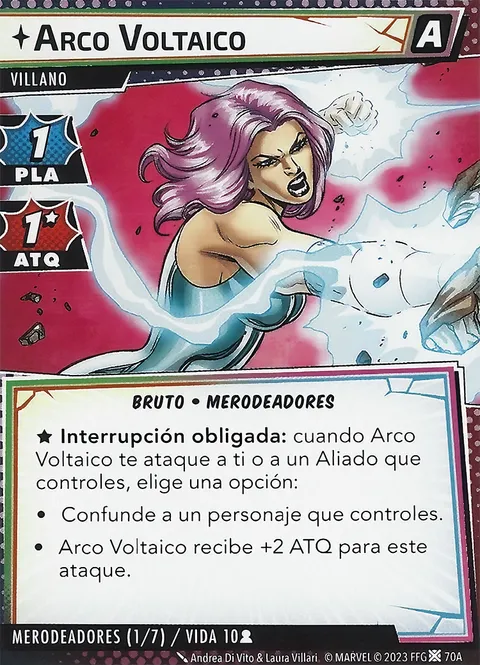 ARCO VOLTAICO
A
VILLANO
1
PLA
1★
ATQ
BRUTO • MERODEADORES
★ Interrupción obligada: cuando Arco
Voltaico te ataque a ti o a un Aliado que
controles, elige una opción:
• Confunde a un personaje que controles.
• Arco Voltaico recibe +2 ATQ para este
ataque.
MERODEADORES (1/7) / VIDA 10
Andrea Di Vito & Laura Villari. © MARVEL © 2023 FFG 70A